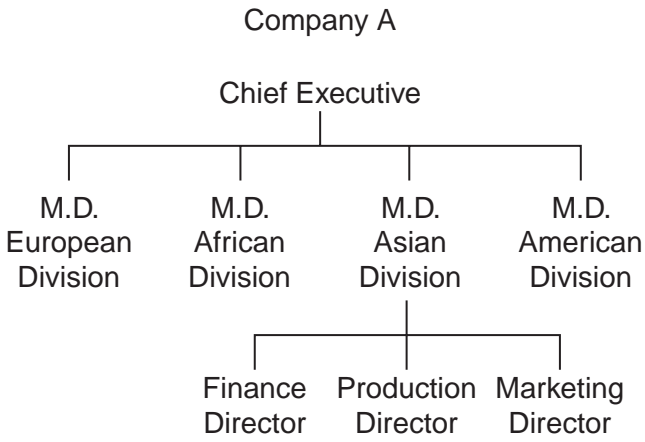 Company A
Chief Executive
M.D. European Division
M.D. African Division
M.D. Asian Division
M.D. American Division
Finance Director
Production Director
Marketing Director